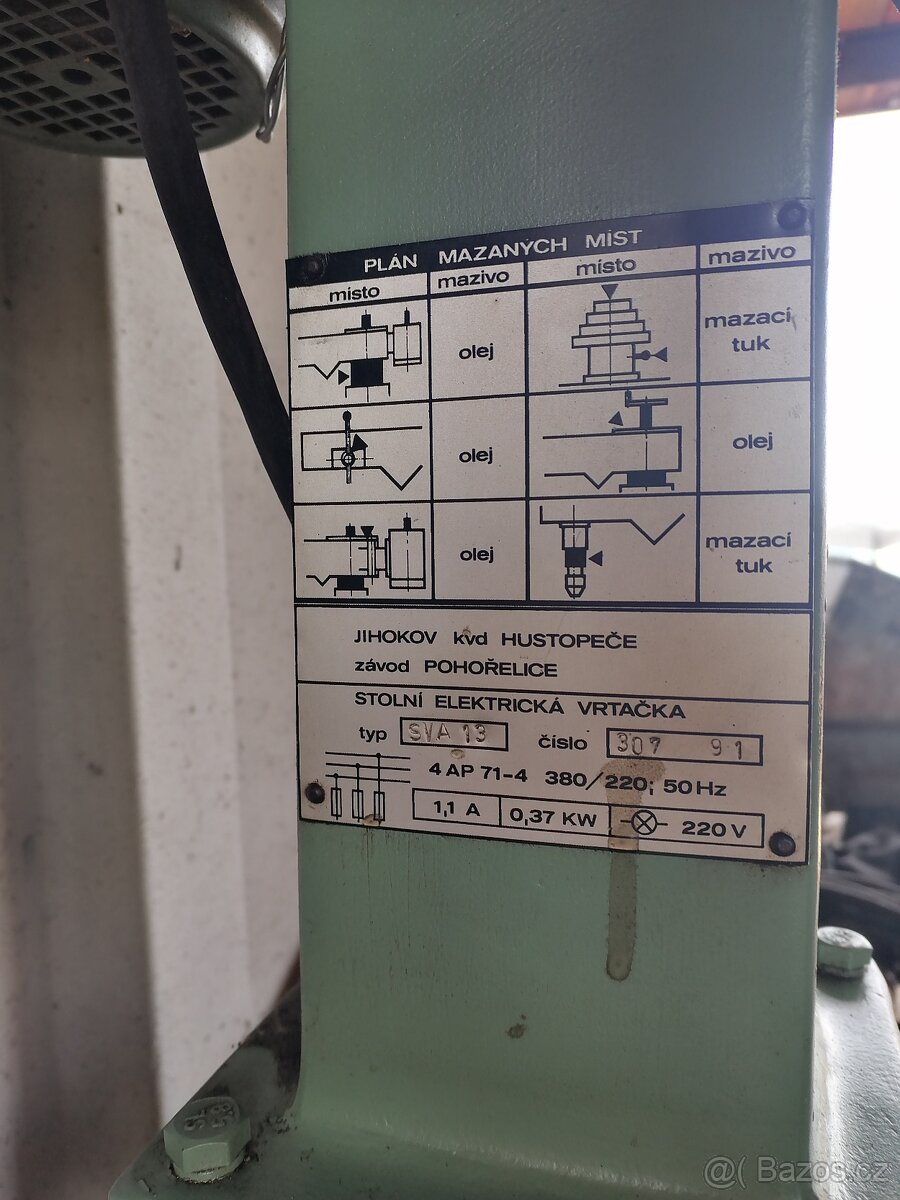 PLÁN MAZANÝCH MÍST
místo mazivo místo mazivo
olej mazací tuk
olej olej
olej mazací tuk
JIHOKOV kvd HUSTOPEČE
závod POHOŘELICE
STOLNÍ ELEKTRICKÁ VRTAČKA
typ SVA 13 číslo 307 91
4 AP 71-4 380/220; 50 Hz
1,1 A 0,37 KW 220 V
@( Bazos.cz